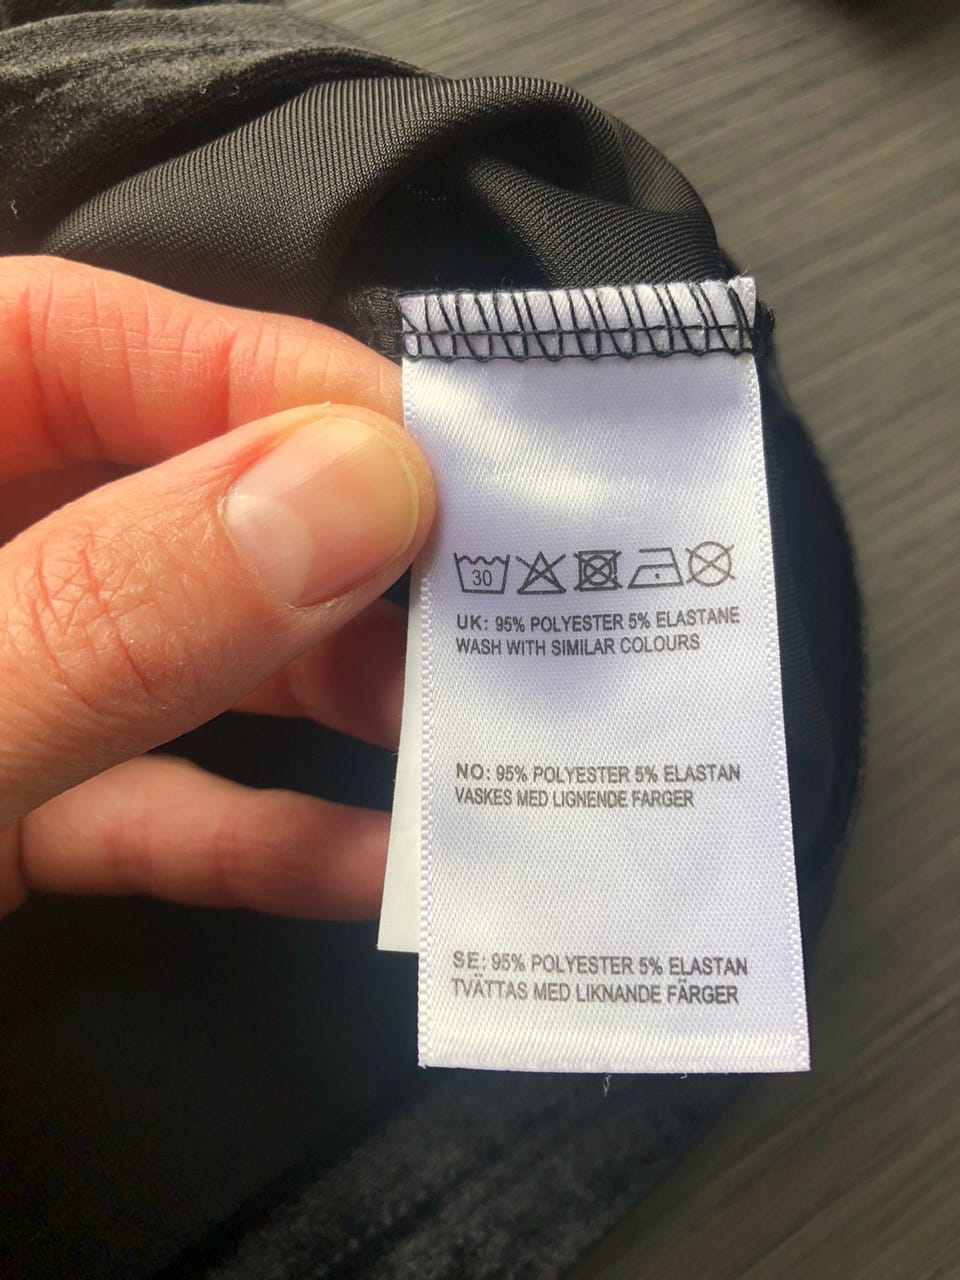 30
UK: 95% POLYESTER 5% ELASTANE
WASH WITH SIMILAR COLOURS
NO: 95% POLYESTER 5% ELASTAN
VASKES MED LIGNENDE FARGER
SE: 95% POLYESTER 5% ELASTAN
TVÄTTAS MED LIKNANDE FÄRGER